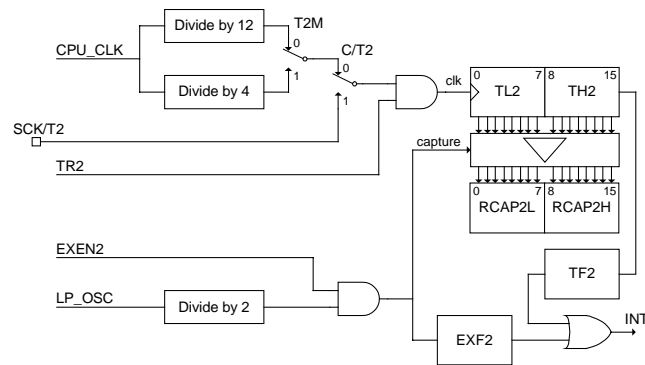 T2M
Divide by 12
CPU_CLK
0
1
C/T2
0
1
Divide by 4
clk
0 7 8 15
TL2 TH2
SCK/T2
TR2
capture
0 7 8 15
RCAP2L RCAP2H
EXEN2
LP_OSC
Divide by 2
TF2
EXF2
INT